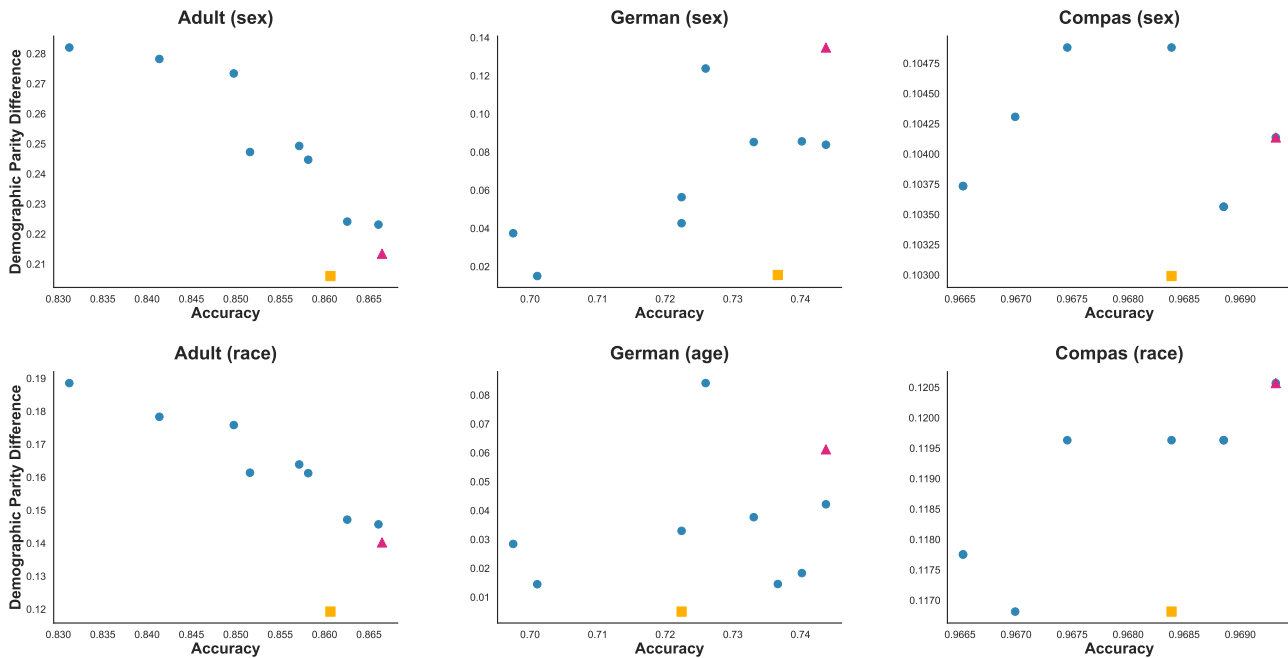 Adult (sex)
German (sex)
Compas (sex)
Demographic Parity Difference
0.28
0.27
0.26
0.25
0.24
0.23
0.22
0.21
0.830 0.835 0.840 0.845 0.850 0.855 0.860 0.865
Accuracy
0.14
0.12
0.10
0.08
0.06
0.04
0.02
0.70 0.71 0.72 0.73 0.74
Accuracy
0.10475
0.10450
0.10425
0.10400
0.10375
0.10350
0.10325
0.10300
0.9665 0.9670 0.9675 0.9680 0.9685 0.9690
Accuracy
Adult (race)
German (age)
Compas (race)
Demographic Parity Difference
0.19
0.18
0.17
0.16
0.15
0.14
0.13
0.12
0.830 0.835 0.840 0.845 0.850 0.855 0.860 0.865
Accuracy
0.08
0.07
0.06
0.05
0.04
0.03
0.02
0.01
0.70 0.71 0.72 0.73 0.74
Accuracy
0.1205
0.1200
0.1195
0.1190
0.1185
0.1180
0.1175
0.1170
0.9665 0.9670 0.9675 0.9680 0.9685 0.9690
Accuracy